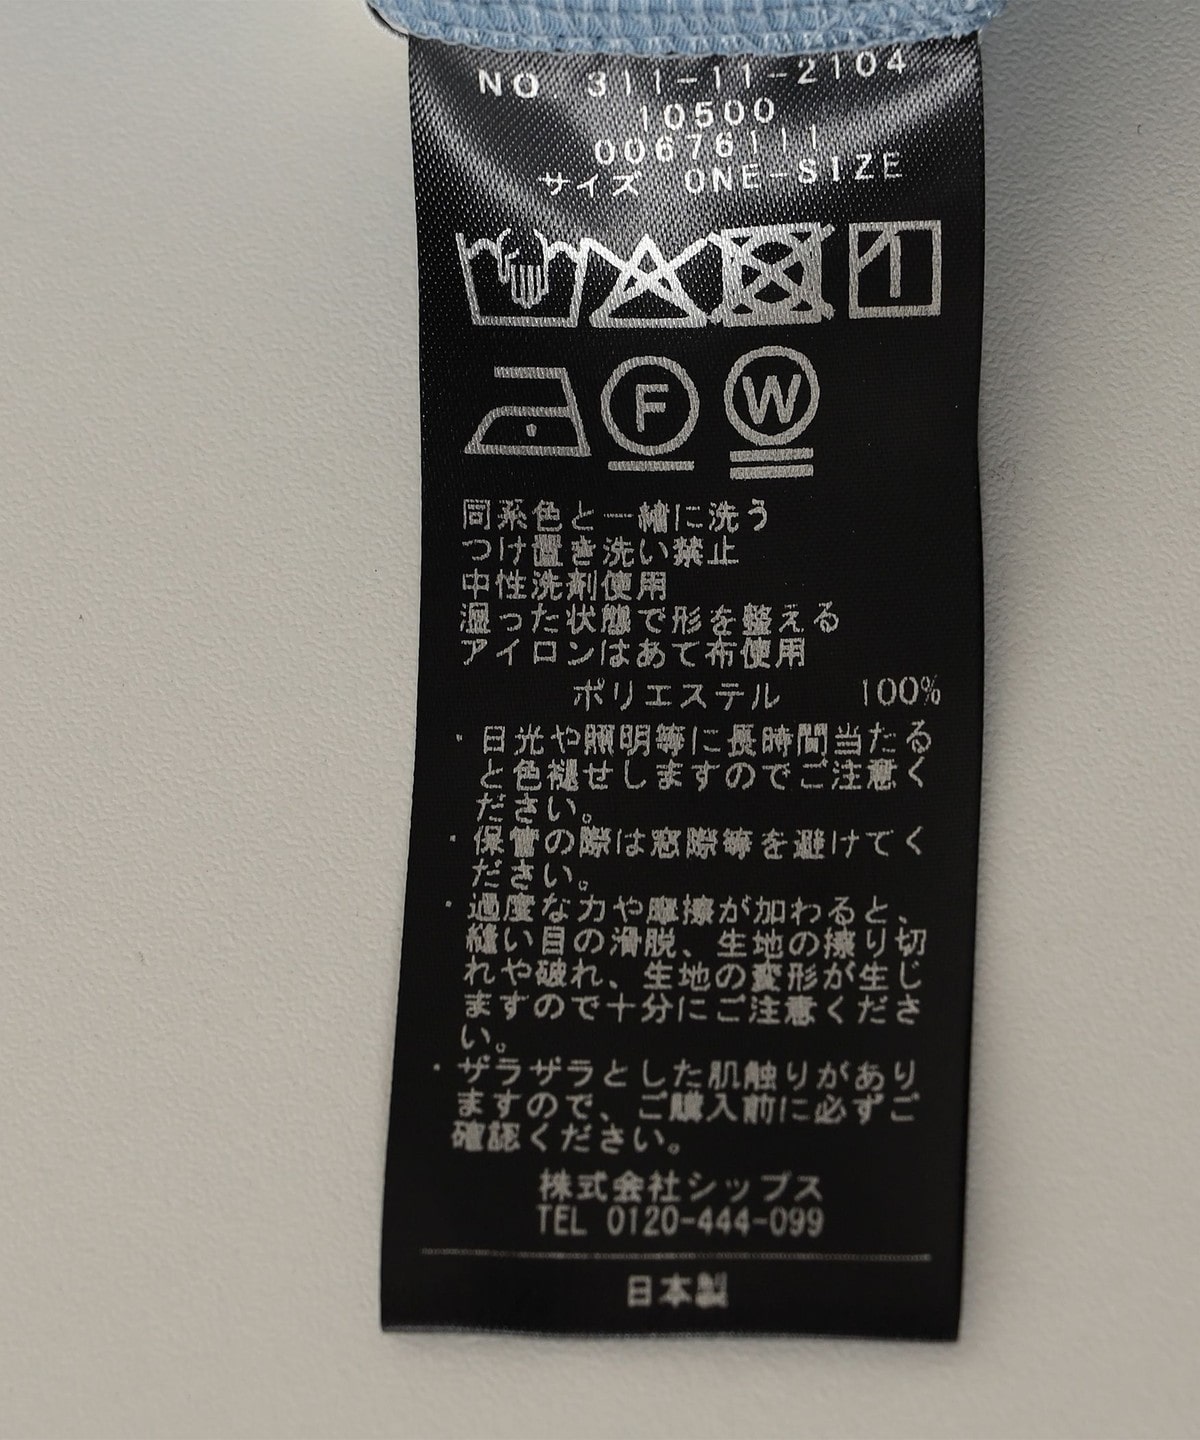 NO 311-11-2104
10500
00676111
サイズ ONE-SIZE
F W
同系色と一緒に洗う
つけ置き洗い禁止
中性洗剤使用
湿った状態で形を整える
アイロンはあて布使用
ポリエステル 100%
・日光や照明等に長時間当たる
と色褪せしますのでご注意く
ださい。
・保管の際は窓際等を避けてく
ださい。
・過度な力や摩擦が加わると、
縫い目の滑脱、生地の擦り切
れや破れ、生地の変形が生じ
ますので十分にご注意くださ
い。
・ザラザラとした肌触りがあり
ますので、ご購入前に必ずご
確認ください。
株式会社シップス
TEL 0120-444-099
日本製